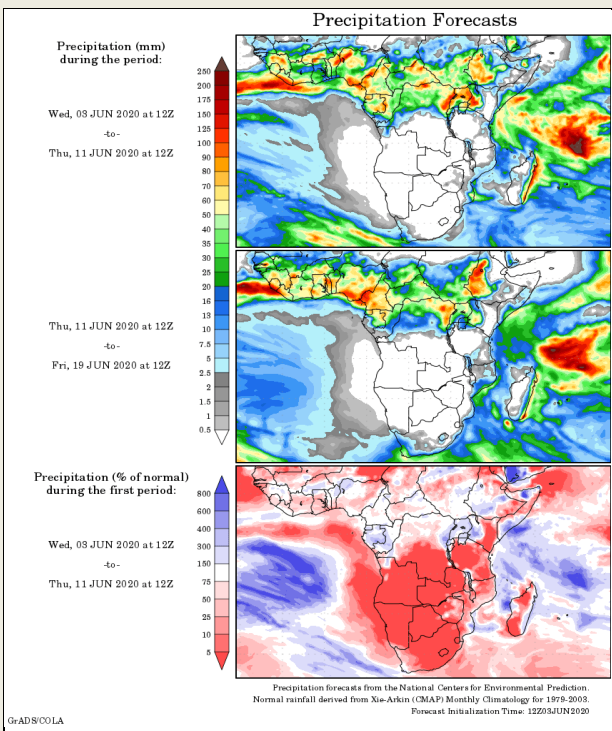 Precipitation Forecasts
Precipitation (mm)
during the period:
Wed, 03 JUN 2020 at 12Z
-to-
Thu, 11 JUN 2020 at 12Z
250
200
175
150
125
100
90
80
70
60
50
40
35
30
25
20
16
13
10
7.5
5
2.5
2
1.5
1
0.5
Thu, 11 JUN 2020 at 12Z
-to-
Fri, 19 JUN 2020 at 12Z
Precipitation (% of normal)
during the first period:
Wed, 03 JUN 2020 at 12Z
-to-
Thu, 11 JUN 2020 at 12Z
800
600
400
300
150
75
50
25
10
5
Precipitation forecasts from the National Centers for Environmental Prediction.
Normal rainfall derived from Xie-Arkin (CMAP) Monthly Climatology for 1979-2003.
Forecast Initialization Time: 12Z03JUN2020
GrADS/COLA